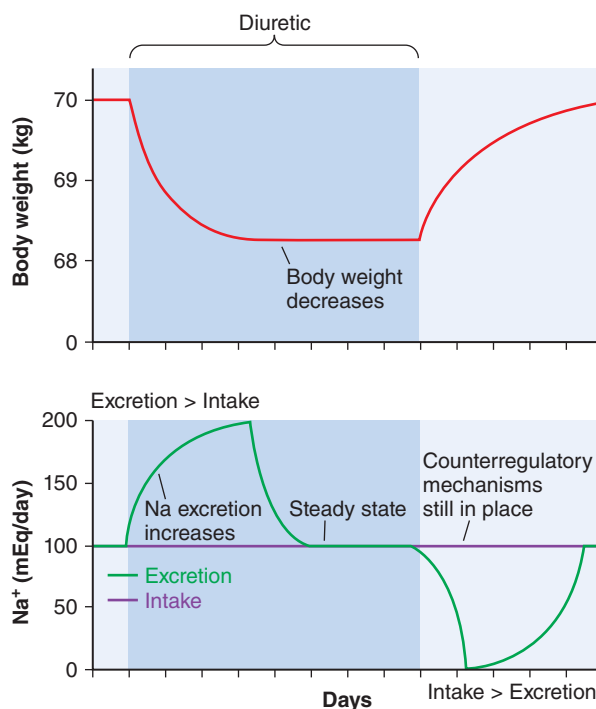 Diuretic
Body weight (kg)
70
69
68
0
Body weight
decreases
Excretion > Intake
Na⁺ (mEq/day)
200
150
100
50
0
Na excretion
increases
Steady state
Counterregulatory
mechanisms
still in place
Excretion
Intake
Days
Intake > Excretion